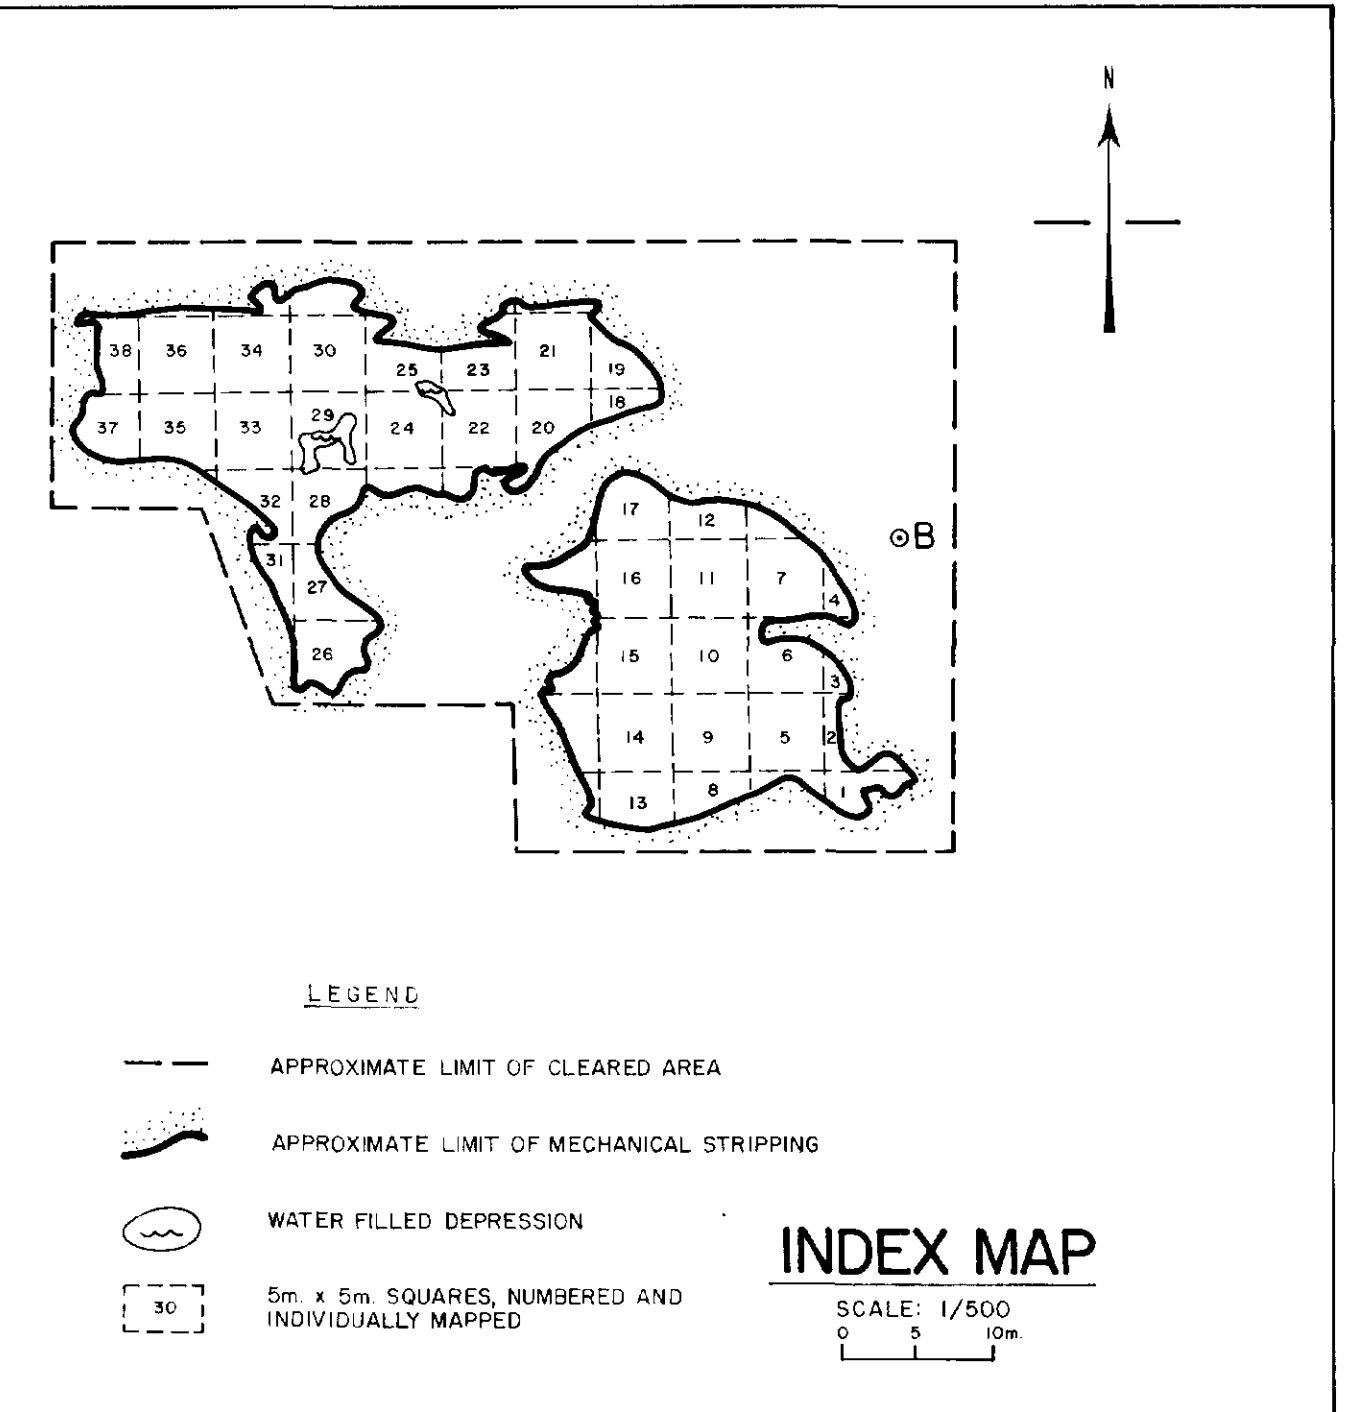 N
38 36 34 30 25 23 21 19
18
37 35 33 29 24 22 20
32 28
31
27
26
17 12
B
16 11 7
4
15 10 6
3
14 9 5 2
13 8 1
LEGEND
APPROXIMATE LIMIT OF CLEARED AREA
APPROXIMATE LIMIT OF MECHANICAL STRIPPING
WATER FILLED DEPRESSION
30
5m. x 5m. SQUARES, NUMBERED AND
INDIVIDUALLY MAPPED
INDEX MAP
SCALE: 1/500
0 5 10m.